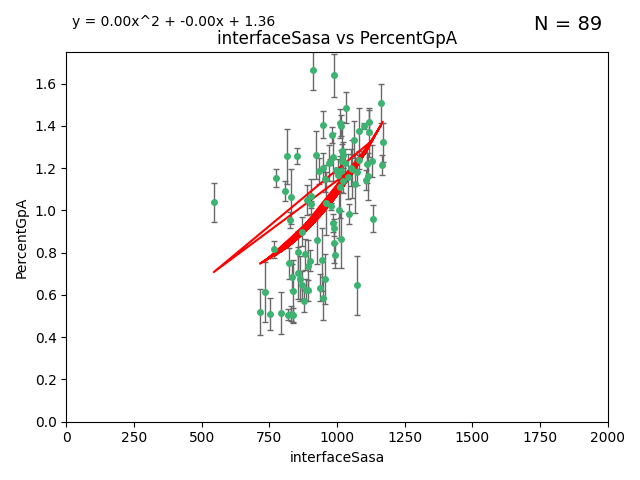 y = 0.00x^2 + -0.00x + 1.36
N = 89
interfaceSasa vs PercentGpA
PercentGpA
1.6
1.4
1.2
1.0
0.8
0.6
0.4
0.2
0.0
0 250 500 750 1000 1250 1500 1750 2000
interfaceSasa